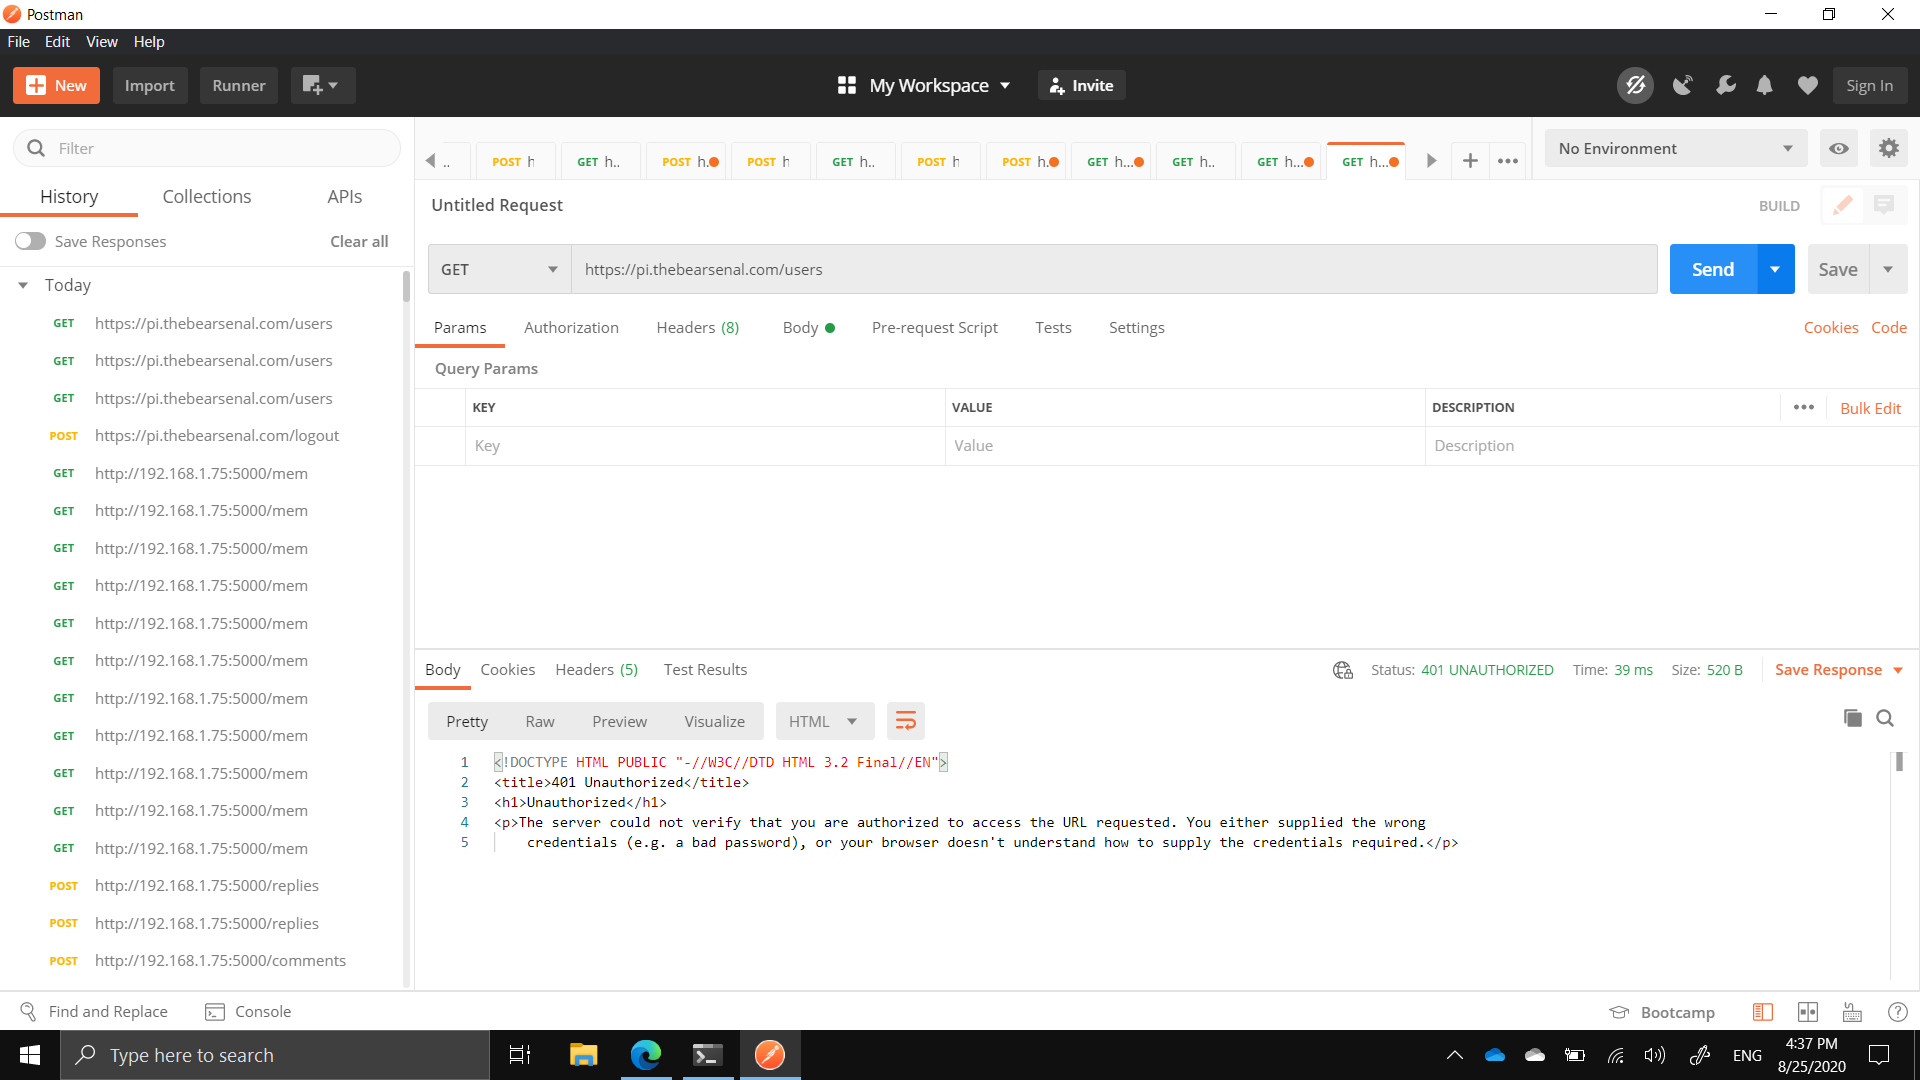 Postman
File Edit View Help
New Import Runner My Workspace Invite Sign In
Filter
History Collections APIs
Save Responses Clear all
Today
GET https://pi.thebearsenal.com/users
GET https://pi.thebearsenal.com/users
GET https://pi.thebearsenal.com/users
POST https://pi.thebearsenal.com/logout
GET http://192.168.1.75:5000/mem
GET http://192.168.1.75:5000/mem
GET http://192.168.1.75:5000/mem
GET http://192.168.1.75:5000/mem
GET http://192.168.1.75:5000/mem
GET http://192.168.1.75:5000/mem
GET http://192.168.1.75:5000/mem
GET http://192.168.1.75:5000/mem
GET http://192.168.1.75:5000/mem
GET http://192.168.1.75:5000/mem
GET http://192.168.1.75:5000/mem
POST http://192.168.1.75:5000/replies
POST http://192.168.1.75:5000/replies
POST http://192.168.1.75:5000/comments
.. POST h GET h.. POST h. POST h GET h.. POST h POST h. GET h... GET h.. GET h... GET h...
No Environment
Untitled Request BUILD
GET https://pi.thebearsenal.com/users Send Save
Params Authorization Headers (8) Body Pre-request Script Tests Settings Cookies Code
Query Params
KEY VALUE DESCRIPTION ••• Bulk Edit
Key Value Description
Body Cookies Headers (5) Test Results Status: 401 UNAUTHORIZED Time: 39 ms Size: 520 B Save Response
Pretty Raw Preview Visualize HTML
1 <!DOCTYPE HTML PUBLIC "-//W3C//DTD HTML 3.2 Final//EN">
2 <title>401 Unauthorized</title>
3 <h1>Unauthorized</h1>
4 <p>The server could not verify that you are authorized to access the URL requested. You either supplied the wrong
5 credentials (e.g. a bad password), or your browser doesn't understand how to supply the credentials required.</p>
Find and Replace Console Bootcamp
Type here to search ENG 4:37 PM
8/25/2020